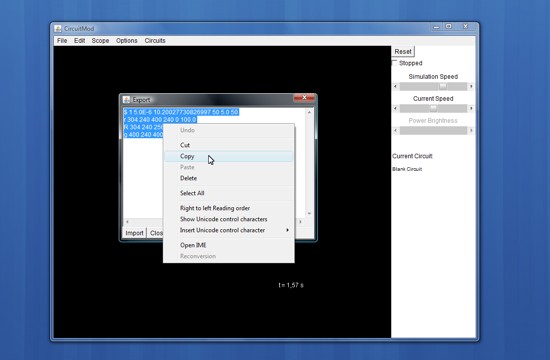 CircuitMod
File Edit Scope Options Circuits
Reset
Stopped
Simulation Speed
Current Speed
Power Brightness
Current Circuit
Blank Circuit
Export
$ 1 5.0E-6 10.20027730826997 50 5.0 50
r 304 240 400 240 0 100.0
R 304 240 256
g 400 240 400
Import Clos
Undo
Cut
Copy
Paste
Delete
Select All
Right to left Reading order
Show Unicode control characters
Insert Unicode control character
Open IME
Reconversion
t = 1,57 s